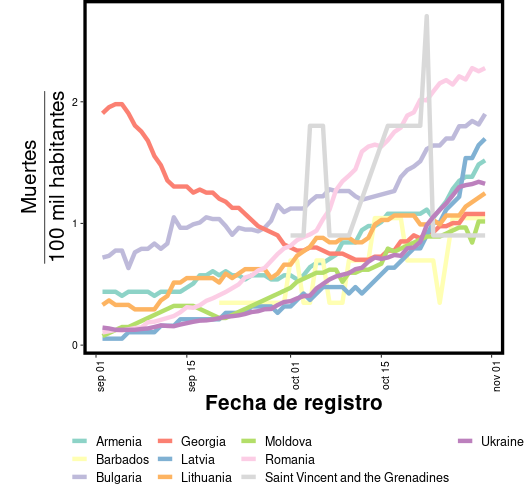 Muertes
100 mil habitantes
2
1
0
sep 01
sep 15
oct 01
oct 15
nov 01
Fecha de registro
Armenia
Georgia
Moldova
Ukraine
Barbados
Latvia
Romania
Bulgaria
Lithuania
Saint Vincent and the Grenadines